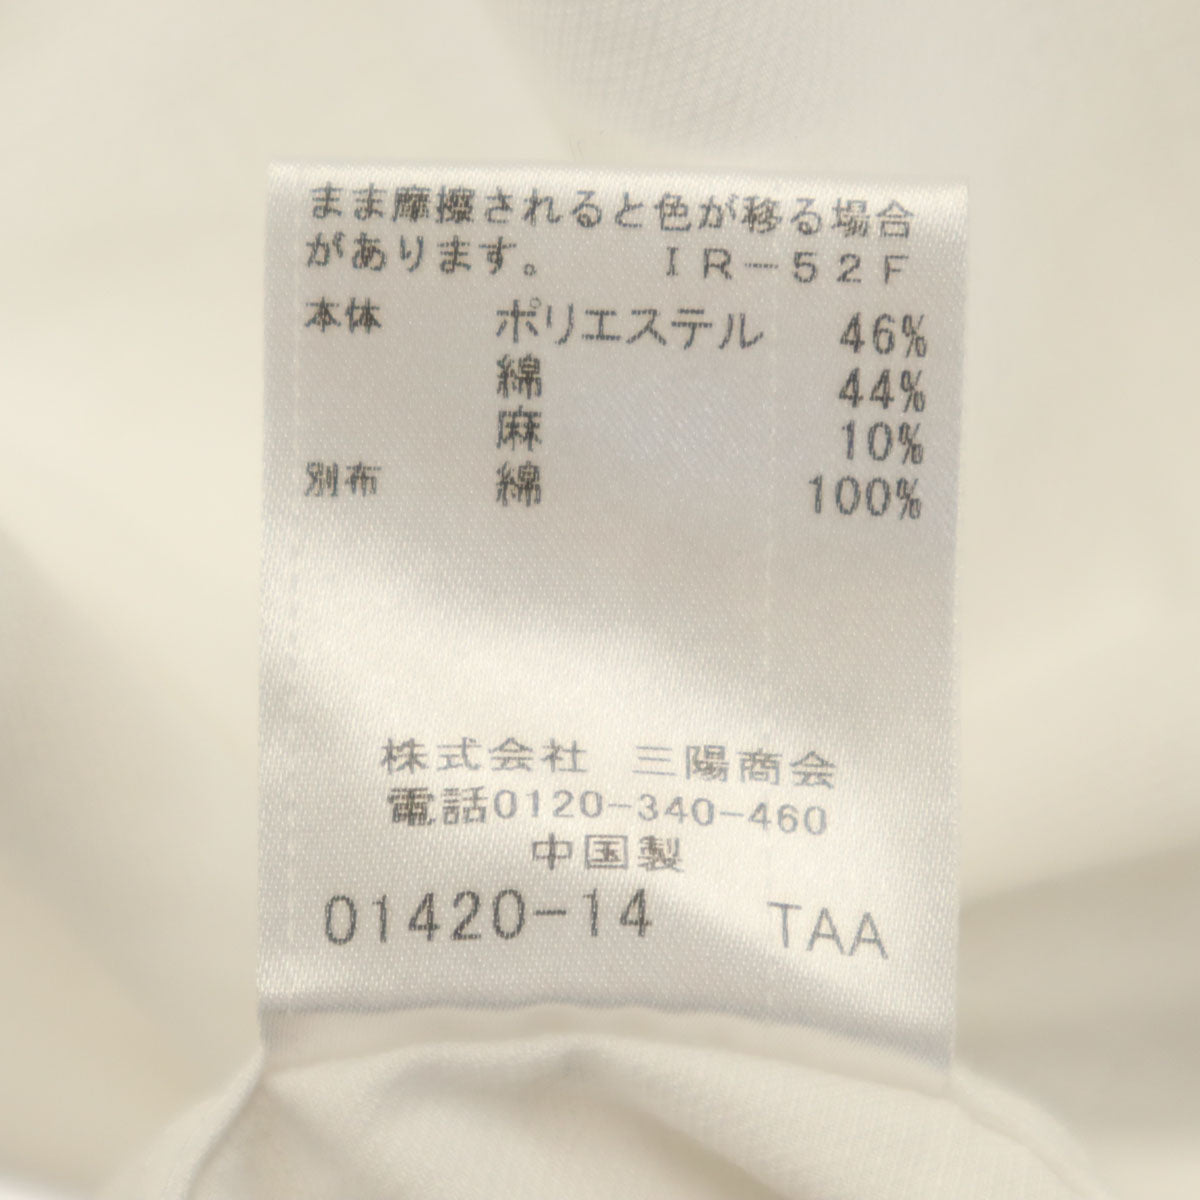 まま摩擦されると色が移る場合
があります。 IR-52F
本体 ポリエステル 46%
綿 44%
麻 10%
別布 綿 100%
株式会社 三陽商会
電話0120-340-460
中国製
01420-14 TAA